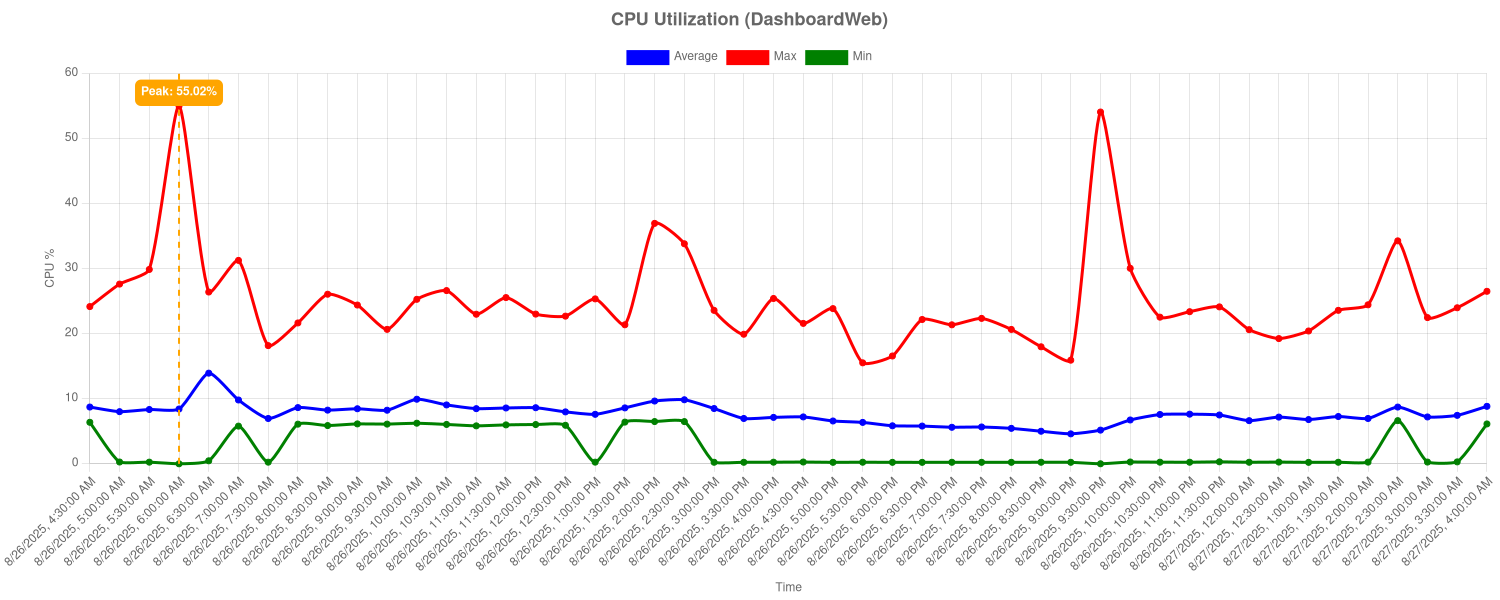 CPU Utilization (DashboardWeb)
Average Max Min
Peak: 55.02%
60
50
40
30
20
10
0
CPU %
8/26/2025, 4:30:00 AM
8/26/2025, 5:00:00 AM
8/26/2025, 5:30:00 AM
8/26/2025, 6:00:00 AM
8/26/2025, 6:30:00 AM
8/26/2025, 7:00:00 AM
8/26/2025, 7:30:00 AM
8/26/2025, 8:00:00 AM
8/26/2025, 8:30:00 AM
8/26/2025, 9:00:00 AM
8/26/2025, 9:30:00 AM
8/26/2025, 10:00:00 AM
8/26/2025, 10:30:00 AM
8/26/2025, 11:00:00 AM
8/26/2025, 11:30:00 AM
8/26/2025, 12:00:00 PM
8/26/2025, 12:30:00 PM
8/26/2025, 1:00:00 PM
8/26/2025, 1:30:00 PM
8/26/2025, 2:00:00 PM
8/26/2025, 2:30:00 PM
8/26/2025, 3:00:00 PM
8/26/2025, 3:30:00 PM
8/26/2025, 4:00:00 PM
8/26/2025, 4:30:00 PM
8/26/2025, 5:00:00 PM
8/26/2025, 5:30:00 PM
8/26/2025, 6:00:00 PM
8/26/2025, 6:30:00 PM
8/26/2025, 7:00:00 PM
8/26/2025, 7:30:00 PM
8/26/2025, 8:00:00 PM
8/26/2025, 8:30:00 PM
8/26/2025, 9:00:00 PM
8/26/2025, 9:30:00 PM
8/26/2025, 10:00:00 PM
8/26/2025, 10:30:00 PM
8/26/2025, 11:00:00 PM
8/26/2025, 11:30:00 PM
8/27/2025, 12:00:00 AM
8/27/2025, 12:30:00 AM
8/27/2025, 1:00:00 AM
8/27/2025, 1:30:00 AM
8/27/2025, 2:00:00 AM
8/27/2025, 2:30:00 AM
8/27/2025, 3:00:00 AM
8/27/2025, 3:30:00 AM
8/27/2025, 4:00:00 AM
Time